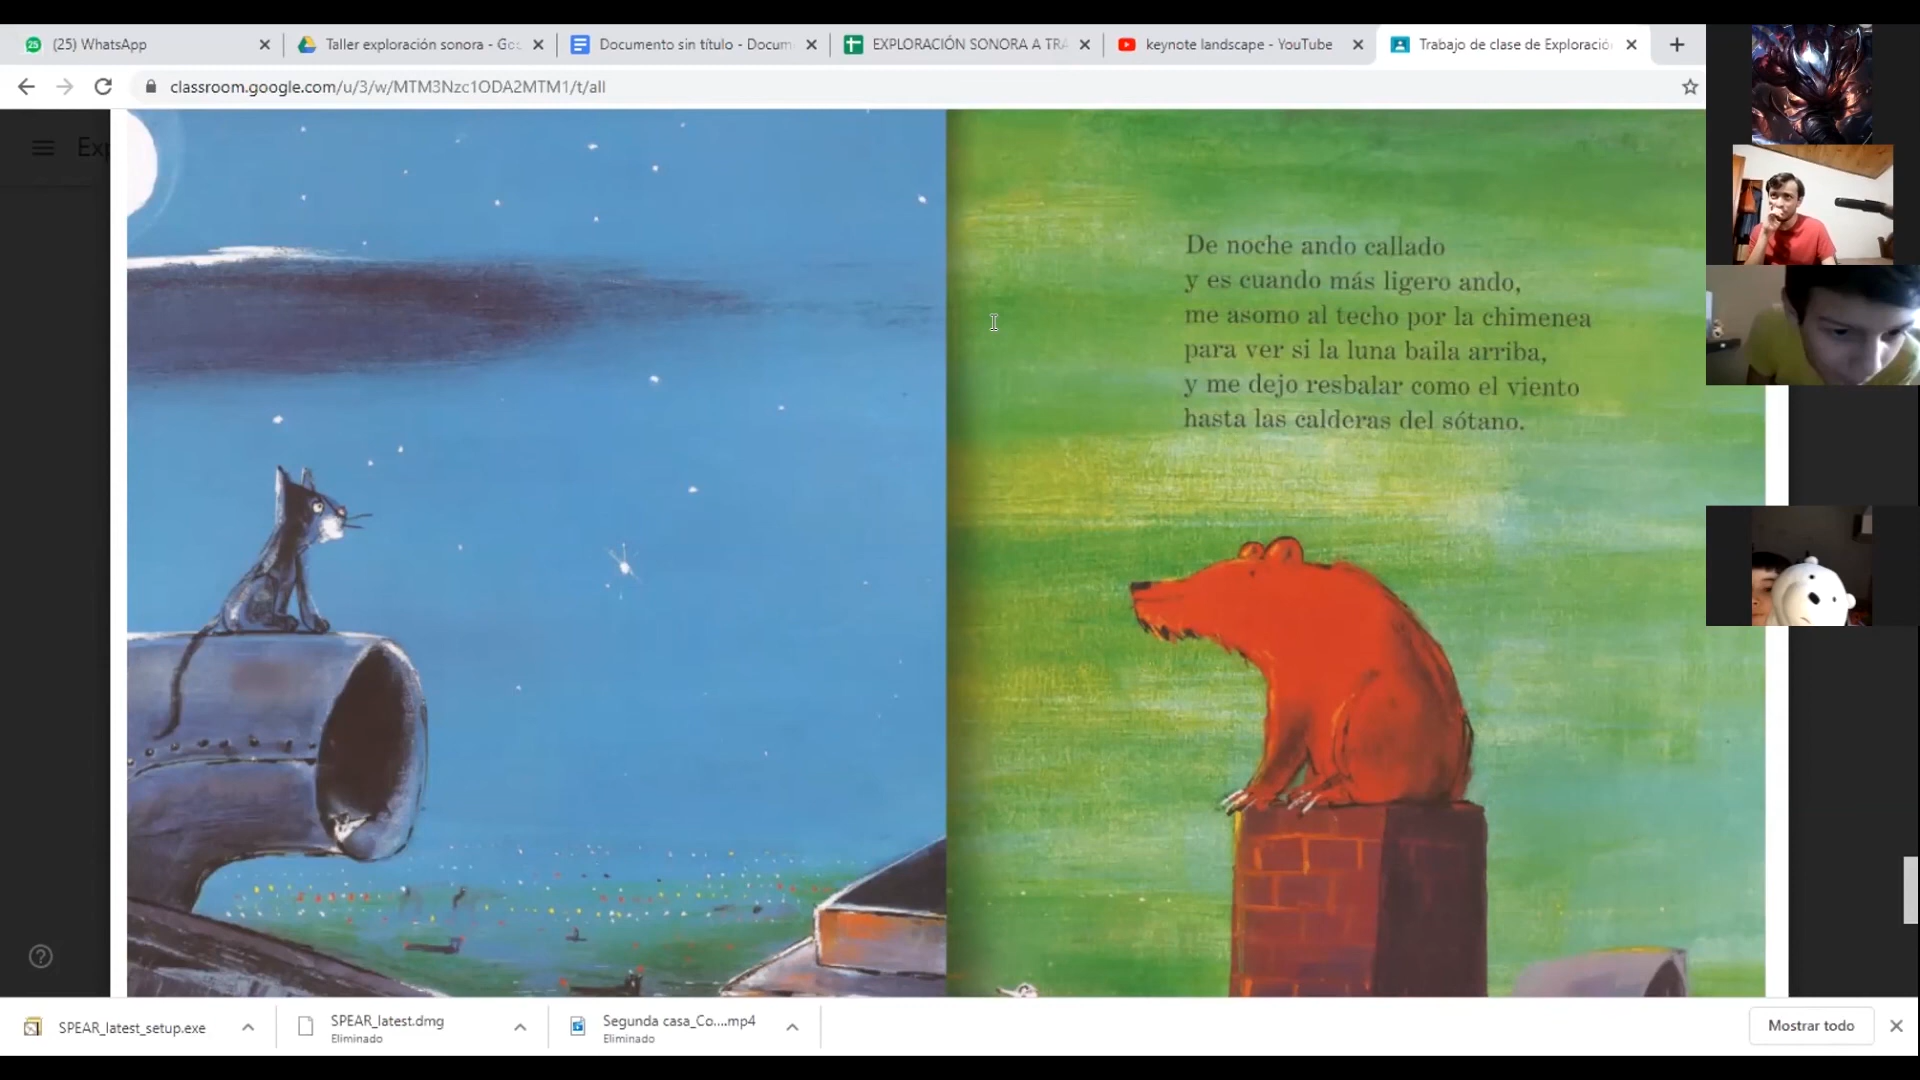 (25) WhatsApp
Taller exploración sonora - Goo
Documento sin título - Docum
EXPLORACIÓN SONORA A TRA
keynote landscape - YouTube
Trabajo de clase de Exploració
classroom.google.com/u/3/w/MTM3Nzc1ODA2MTM1/t/all
Exp
De noche ando callado
y es cuando más ligero ando,
me asomo al techo por la chimenea
para ver si la luna baila arriba,
y me dejo resbalar como el viento
hasta las calderas del sótano.
SPEAR_latest_setup.exe
SPEAR_latest.dmg
Eliminado
Segunda casa_Co....mp4
Eliminado
Mostrar todo